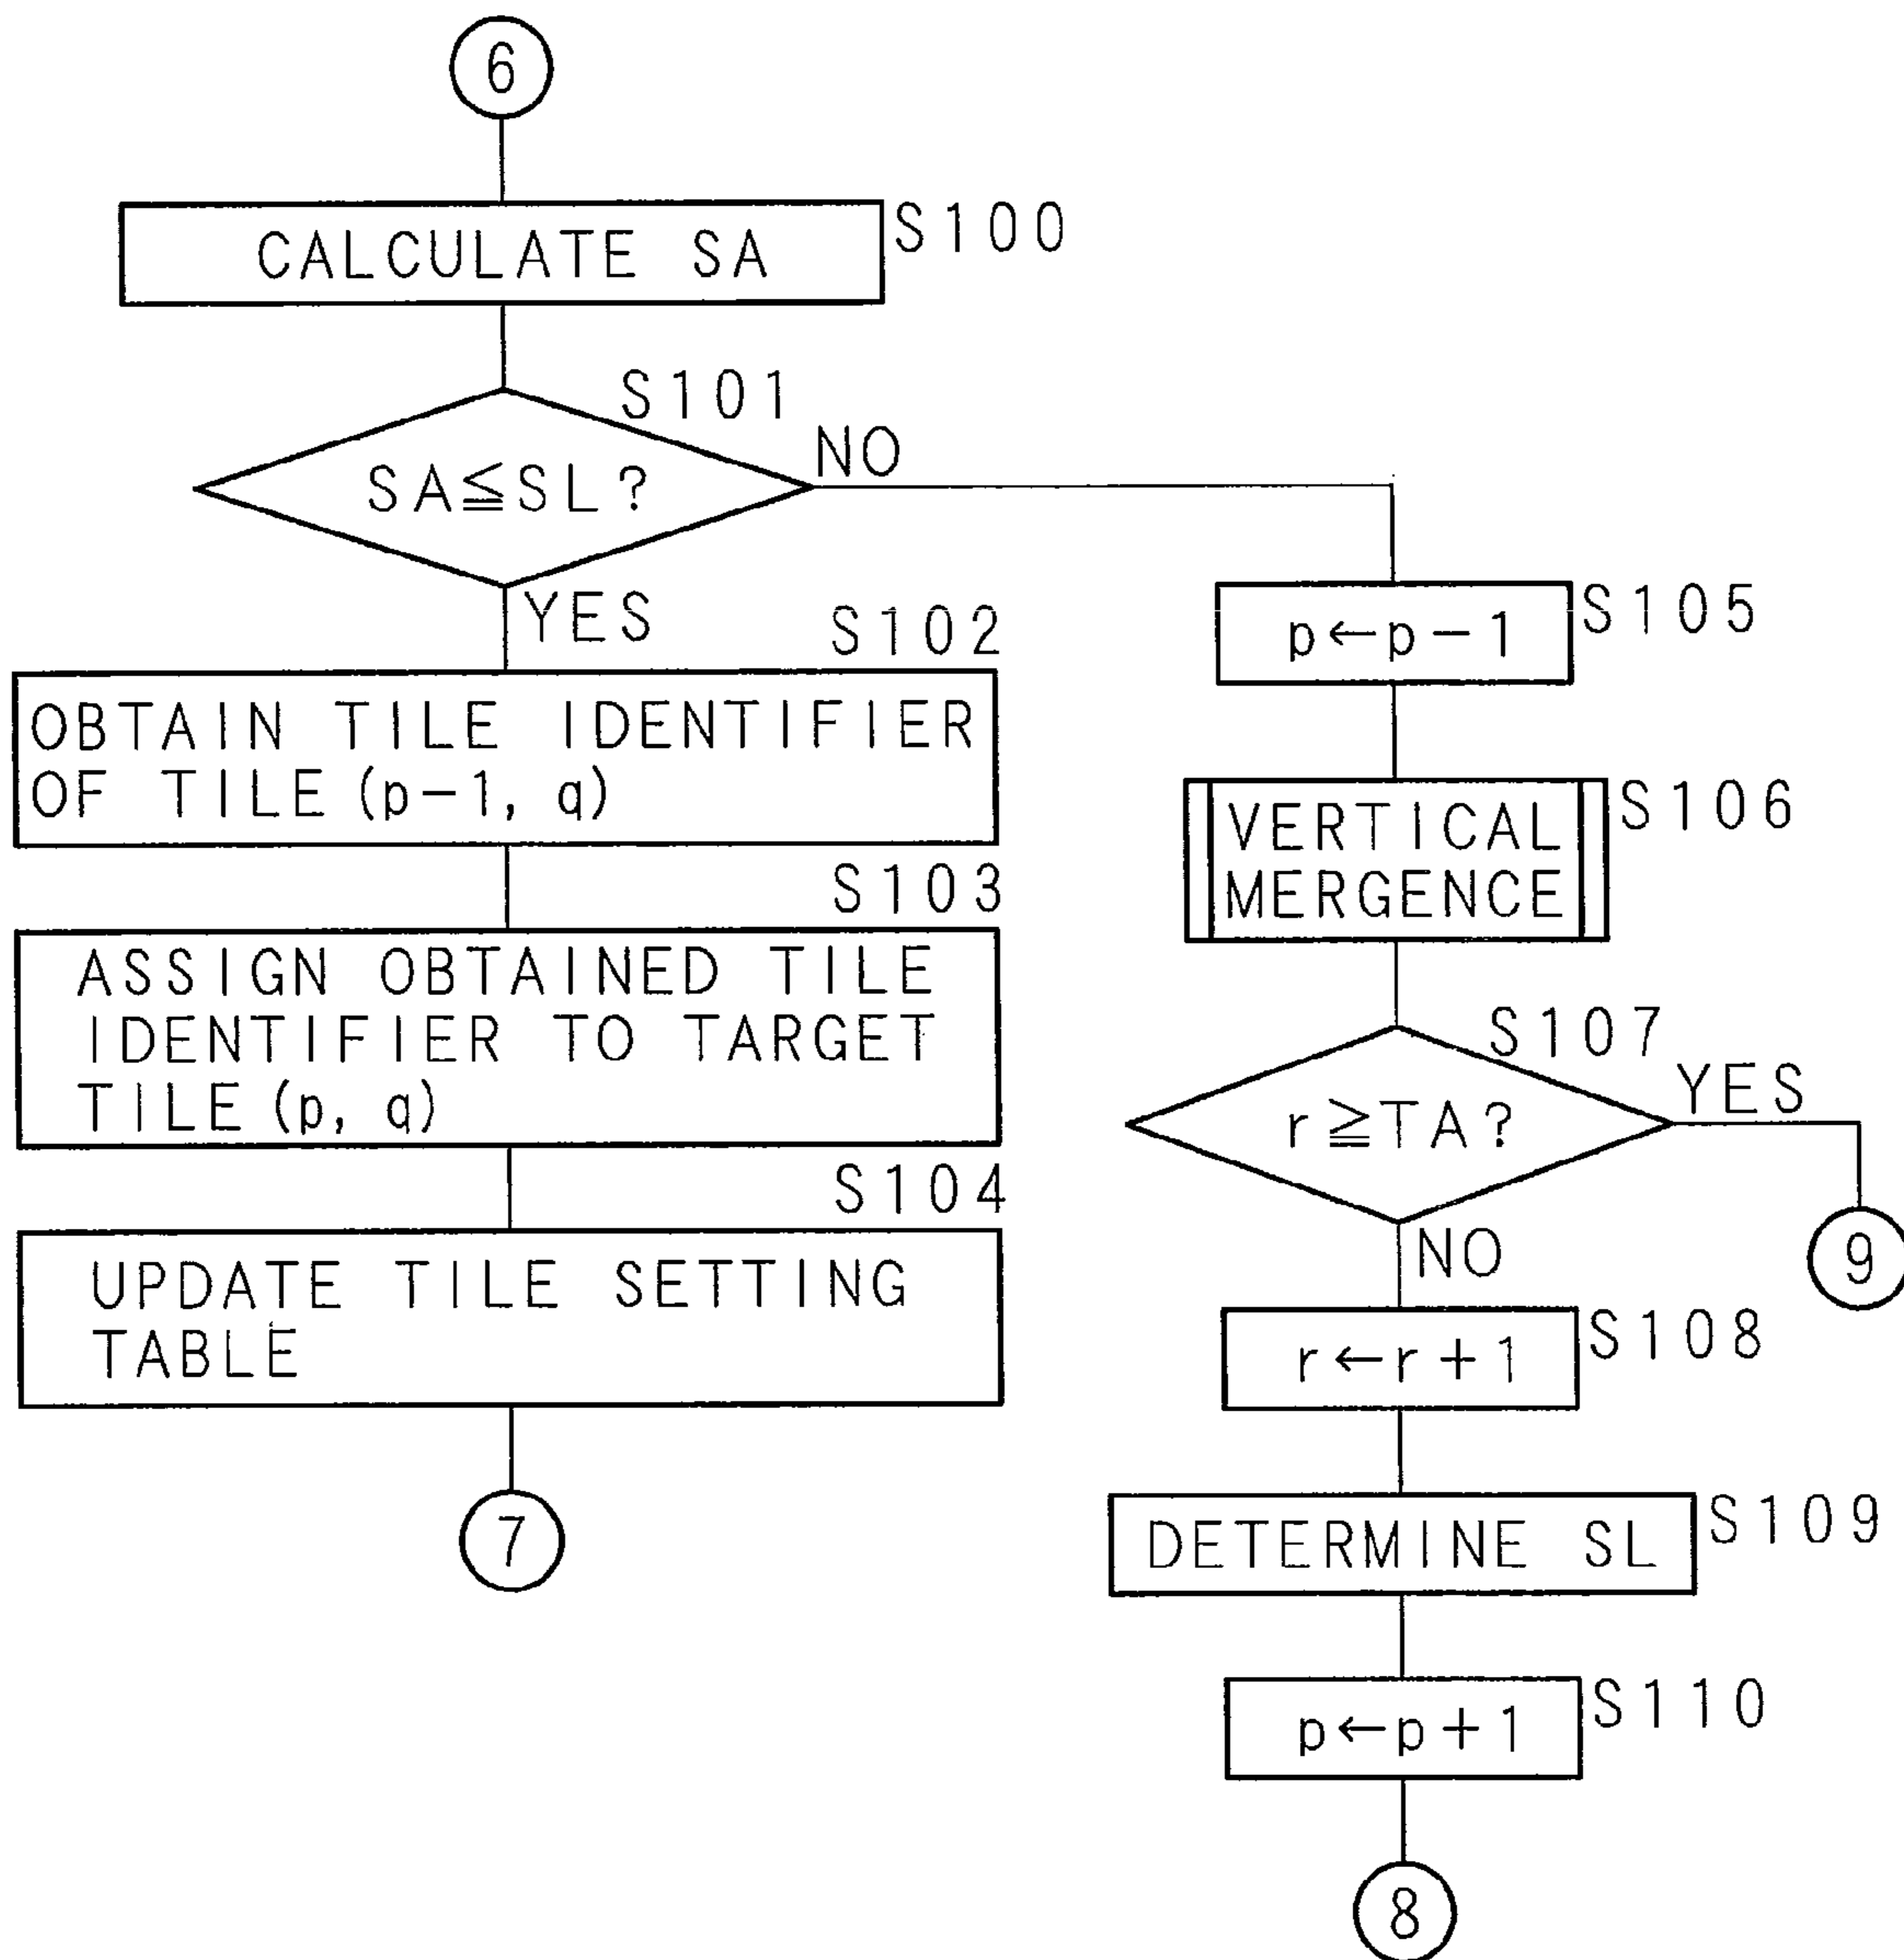 6
CALCULATE SA
S100
S101
SA≦SL?
NO
YES
S102
OBTAIN TILE IDENTIFIER
OF TILE (p-1, q)
S103
ASSIGN OBTAINED TILE
IDENTIFIER TO TARGET
TILE (p, q)
S104
UPDATE TILE SETTING
TABLE
7
p←p-1
S105
VERTICAL
MERGENCE
S106
S107
r≧TA?
YES
9
NO
r←r+1
S108
DETERMINE SL
S109
p←p+1
S110
8